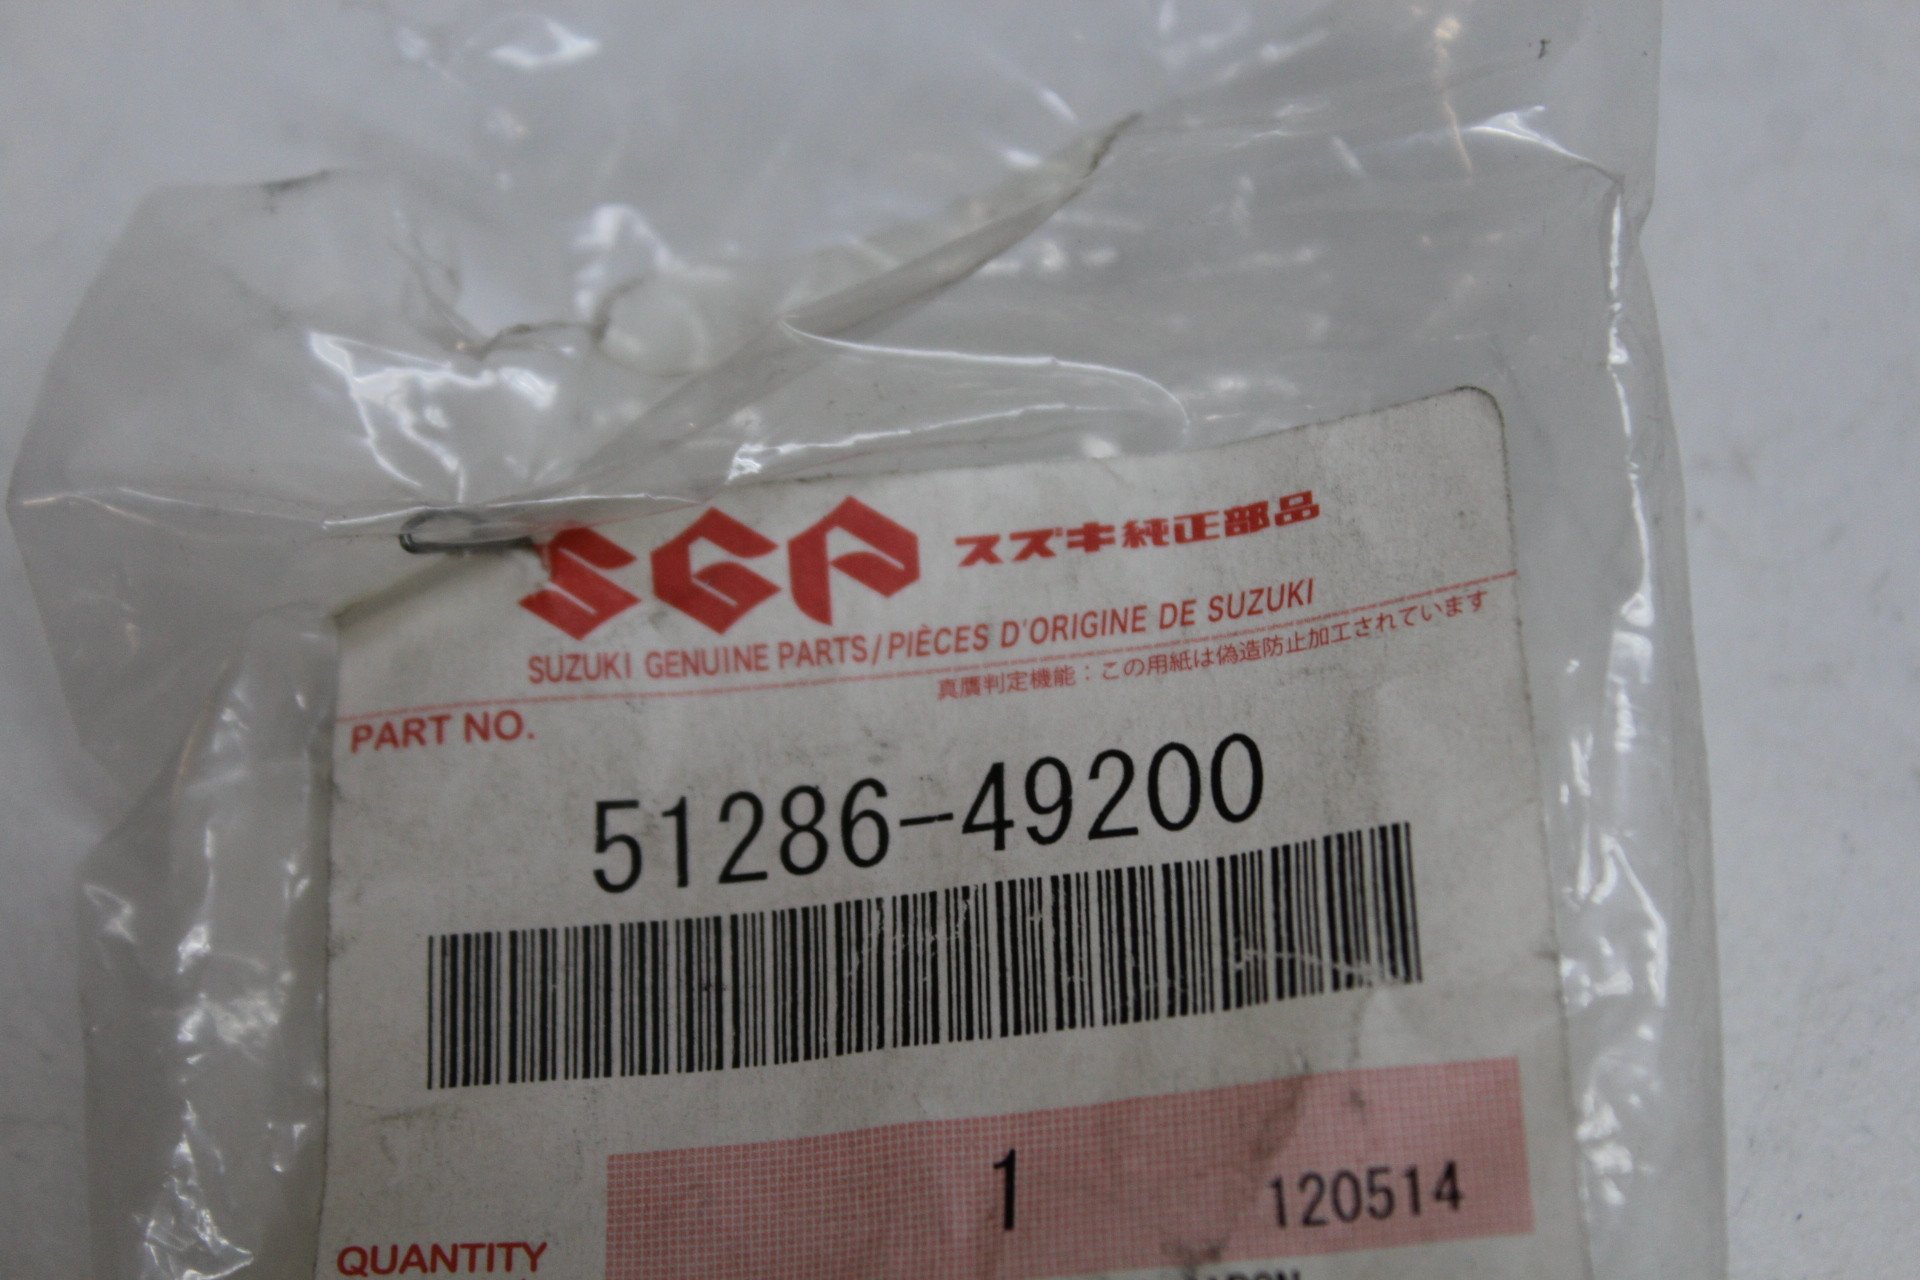 SGP スズキ純正部品
SUZUKI GENUINE PARTS/PIÈCES D'ORIGINE DE SUZUKI
真贋判定機能：この用紙は偽造防止加工されています
PART NO.
51286-49200
1 120514
QUANTITY